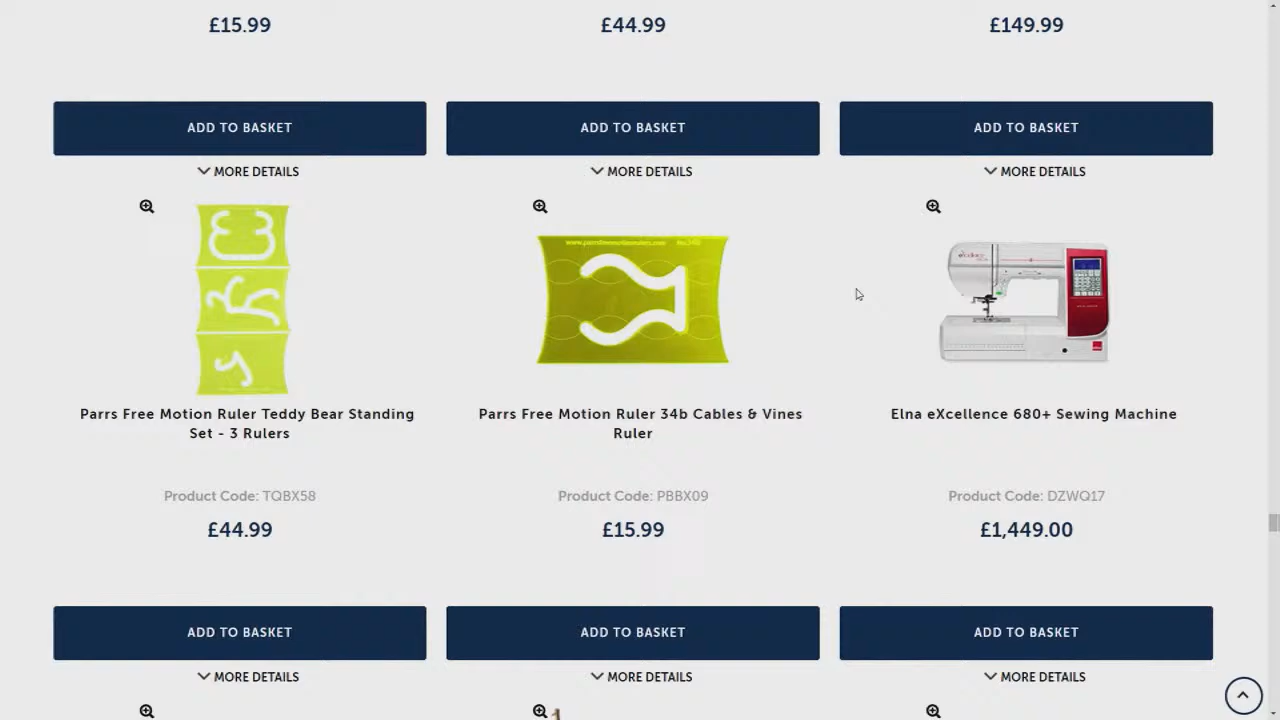 £15.99
£44.99
£149.99
ADD TO BASKET
ADD TO BASKET
ADD TO BASKET
MORE DETAILS
MORE DETAILS
MORE DETAILS
Parrs Free Motion Ruler Teddy Bear Standing
Set - 3 Rulers
Product Code: TQBX58
£44.99
www.parrsfreemotionrulers.com
Parrs Free Motion Ruler 34b Cables & Vines
Ruler
Product Code: PBBX09
£15.99
Elna eXcellence 680+ Sewing Machine
Product Code: DZWQ17
£1,449.00
ADD TO BASKET
ADD TO BASKET
ADD TO BASKET
MORE DETAILS
MORE DETAILS
MORE DETAILS